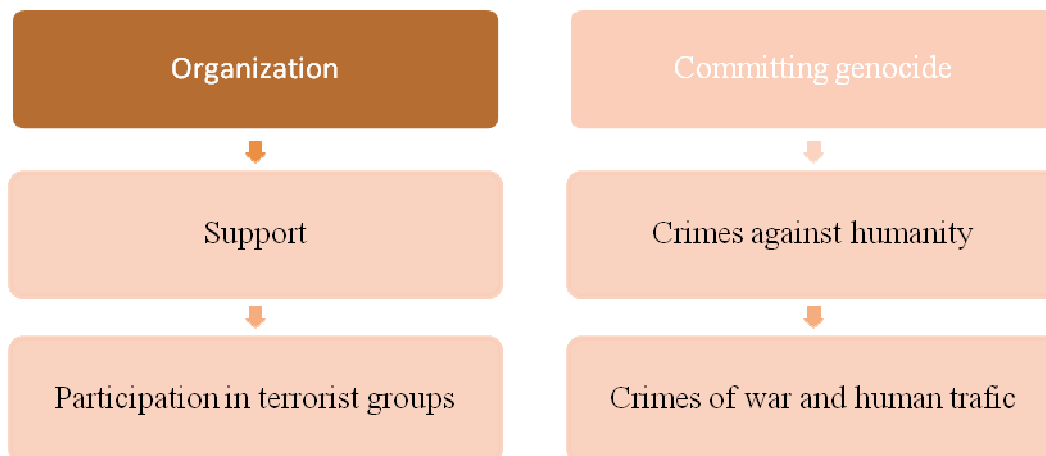 Organization
Support
Participation in terrorist groups
Committing genocide
Crimes against humanity
Crimes of war and human trafic